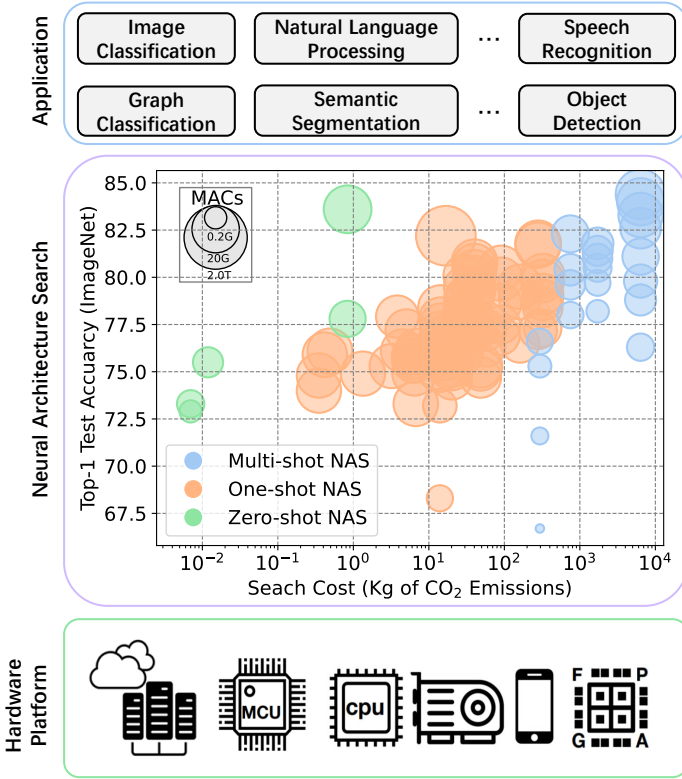 Application
Image
Classification
Natural Language
Processing
...
Speech
Recognition
Graph
Classification
Semantic
Segmentation
...
Object
Detection
Neural Architecture Search
Top-1 Test Accuarcy (ImageNet)
85.0
82.5
80.0
77.5
75.0
72.5
70.0
67.5
MACs
0.2G
20G
2.0T
Multi-shot NAS
One-shot NAS
Zero-shot NAS
10⁻² 10⁻¹ 10⁰ 10¹ 10² 10³ 10⁴
Seach Cost (Kg of CO₂ Emissions)
Hardware
Platform
MCU
cpu
F P
G A